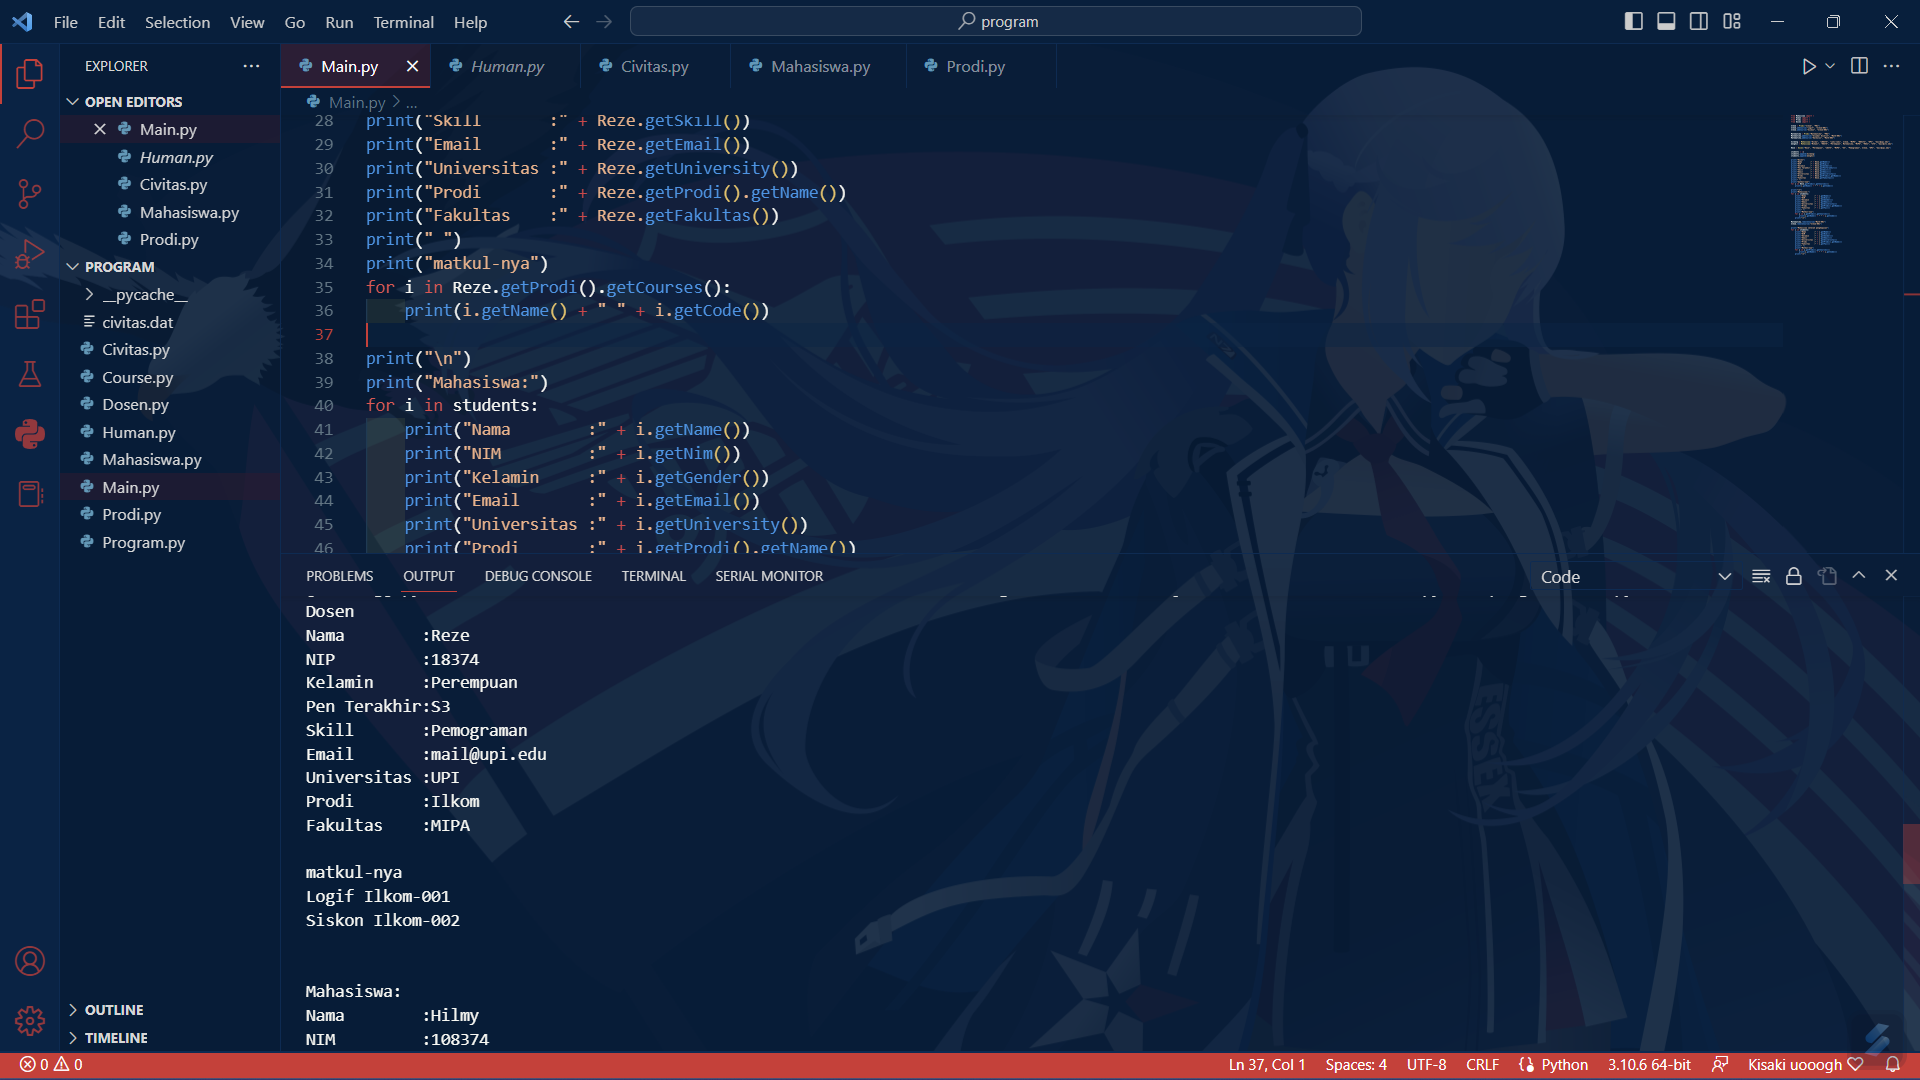 File Edit Selection View Go Run Terminal Help
program
EXPLORER
OPEN EDITORS
Main.py
Human.py
Civitas.py
Mahasiswa.py
Prodi.py
PROGRAM
__pycache__
civitas.dat
Civitas.py
Course.py
Dosen.py
Human.py
Mahasiswa.py
Main.py
Prodi.py
Program.py
OUTLINE
TIMELINE
Main.py Human.py Civitas.py Mahasiswa.py Prodi.py
Main.py > ...
28 print("Skill       :" + Reze.getSkill())
29 print("Email       :" + Reze.getEmail())
30 print("Universitas :" + Reze.getUniversity())
31 print("Prodi       :" + Reze.getProdi().getName())
32 print("Fakultas    :" + Reze.getFakultas())
33 print(" ")
34 print("matkul-nya")
35 for i in Reze.getProdi().getCourses():
36     print(i.getName() + " " + i.getCode())
37
38 print("\n")
39 print("Mahasiswa:")
40 for i in students:
41     print("Nama        :" + i.getName())
42     print("NIM         :" + i.getNim())
43     print("Kelamin     :" + i.getGender())
44     print("Email       :" + i.getEmail())
45     print("Universitas :" + i.getUniversity())
46     print("Prodi       :" + i.getProdi().getName())
PROBLEMS OUTPUT DEBUG CONSOLE TERMINAL SERIAL MONITOR
Code
Dosen
Nama        :Reze
NIP         :18374
Kelamin     :Perempuan
Pen Terakhir:S3
Skill       :Pemograman
Email       :mail@upi.edu
Universitas :UPI
Prodi       :Ilkom
Fakultas    :MIPA
matkul-nya
Logif Ilkom-001
Siskon Ilkom-002
Mahasiswa:
Nama        :Hilmy
NIM         :108374
0 0
Ln 37, Col 1 Spaces: 4 UTF-8 CRLF Python 3.10.6 64-bit Kisaki uooogh